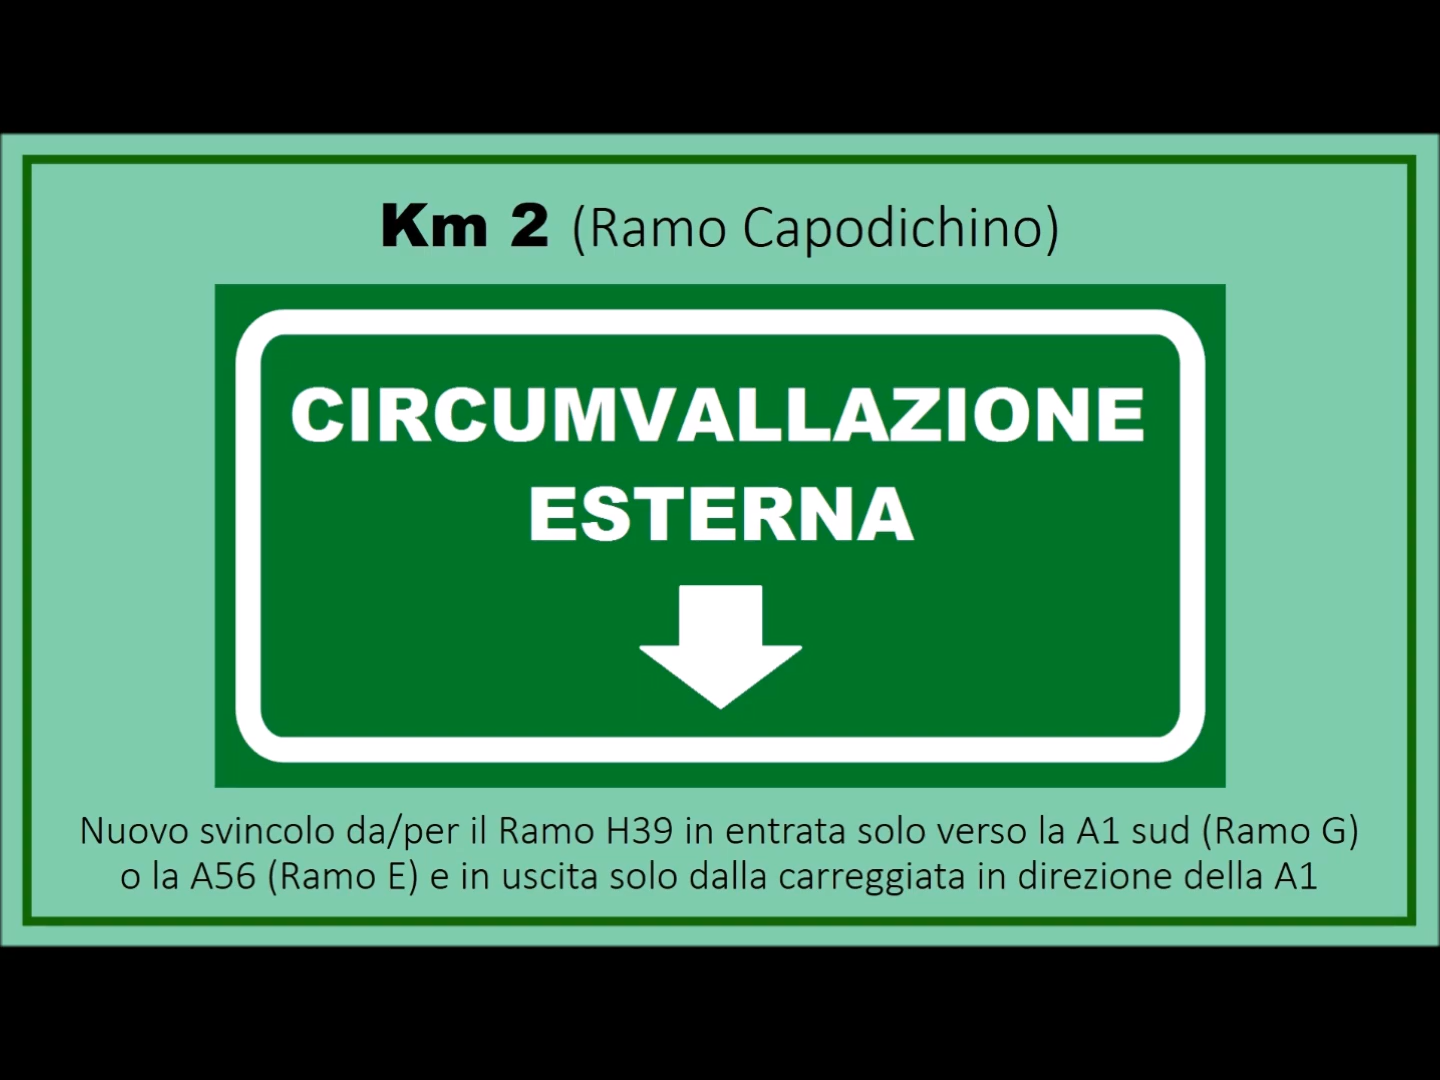 Km 2 (Ramo Capodichino)
CIRCUMVALLAZIONE
ESTERNA
Nuovo svincolo da/per il Ramo H39 in entrata solo verso la A1 sud (Ramo G)
o la A56 (Ramo E) e in uscita solo dalla carreggiata in direzione della A1